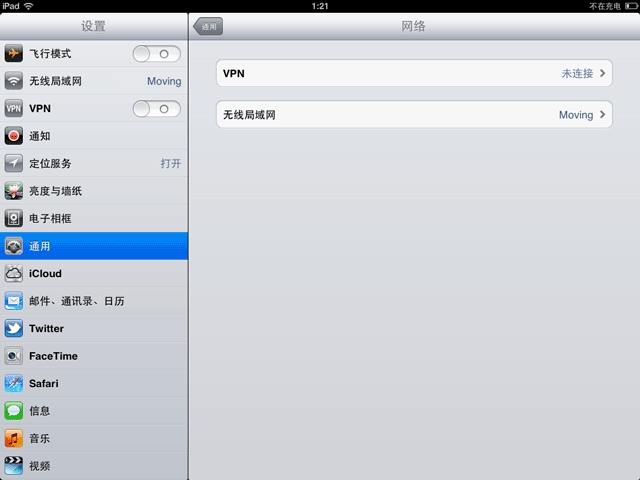 iPad 1:21 不在充电
设置
通用 网络
飞行模式
无线局域网 Moving
VPN VPN
通知
定位服务 打开
亮度与墙纸
电子相框
通用
iCloud
邮件、通讯录、日历
Twitter
FaceTime
Safari
信息
音乐
视频
VPN 未连接
无线局域网 Moving